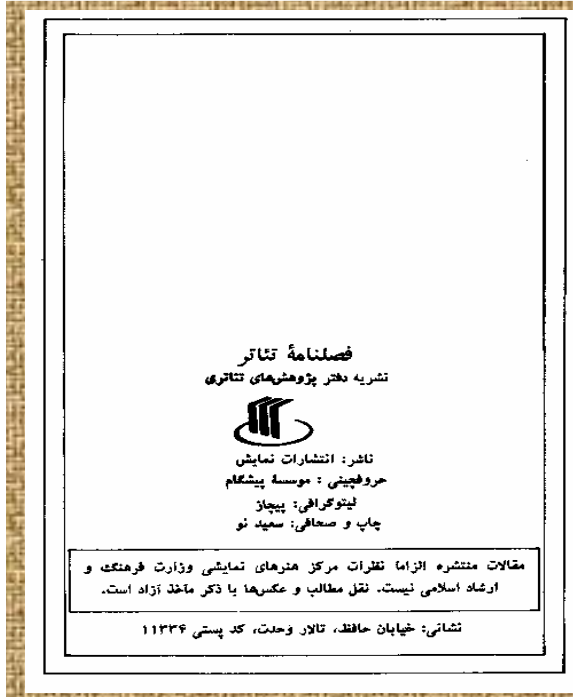 فصلنامهٔ تئاتر
نشریه دفتر پژوهش‌های تئاتری
ناشر: انتشارات نمایش
حروفچینی : موسسهٔ پیشگام
لیتوگرافی: پیچاز
چاپ و صحافی: سعید نو
مقالات منتشره الزاماً نظرات مرکز هنرهای نمایشی وزارت فرهنگ و
ارشاد اسلامی نیست. نقل مطالب و عکس‌ها با ذکر مآخذ آزاد است.
نشانی: خیابان حافظ، تالار وحدت، کد پستی ۱۱۳۳۴